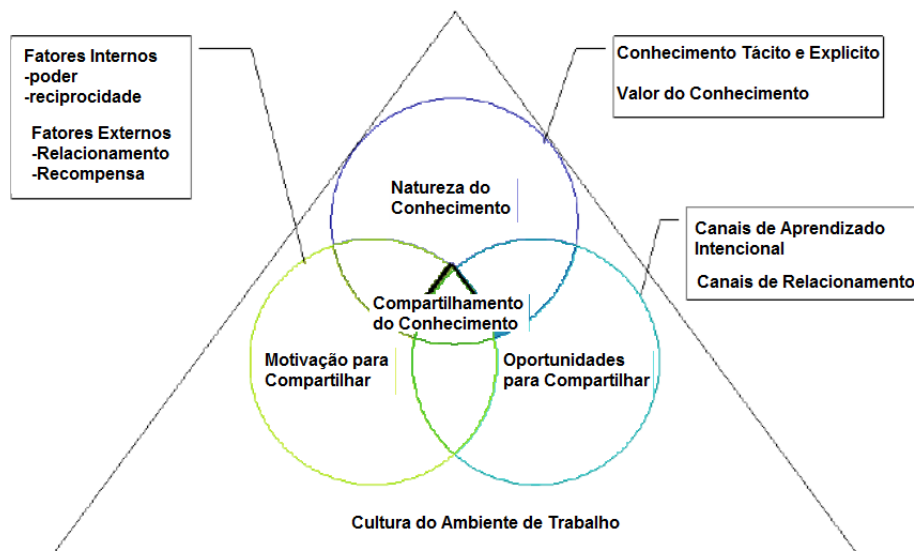 Fatores Internos
-poder
-reciprocidade
Fatores Externos
-Relacionamento
-Recompensa
Conhecimento Tácito e Explicito
Valor do Conhecimento
Natureza do
Conhecimento
Canais de Aprendizado
Intencional
Canais de Relacionamento
Compartilhamento
do Conhecimento
Motivação para
Compartilhar
Oportunidades
para Compartilhar
Cultura do Ambiente de Trabalho